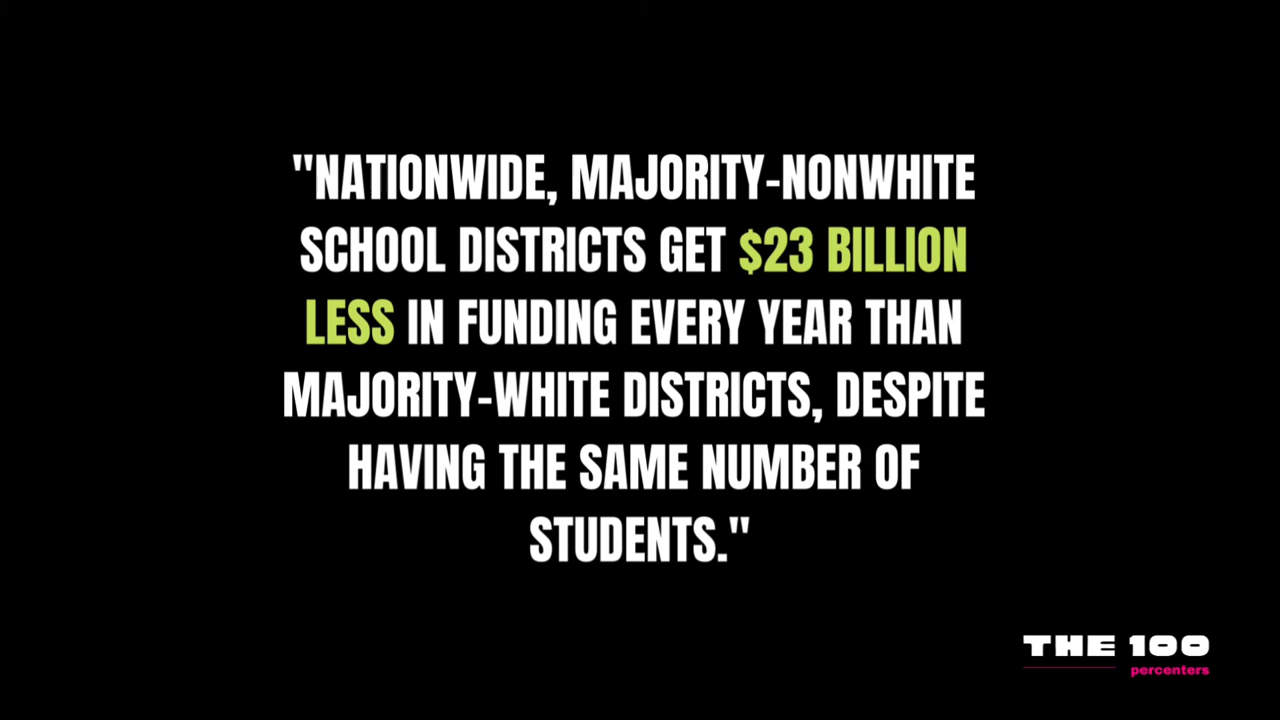 "NATIONWIDE, MAJORITY-NONWHITE
SCHOOL DISTRICTS GET $23 BILLION
LESS IN FUNDING EVERY YEAR THAN
MAJORITY-WHITE DISTRICTS, DESPITE
HAVING THE SAME NUMBER OF
STUDENTS."
THE 100
percenters